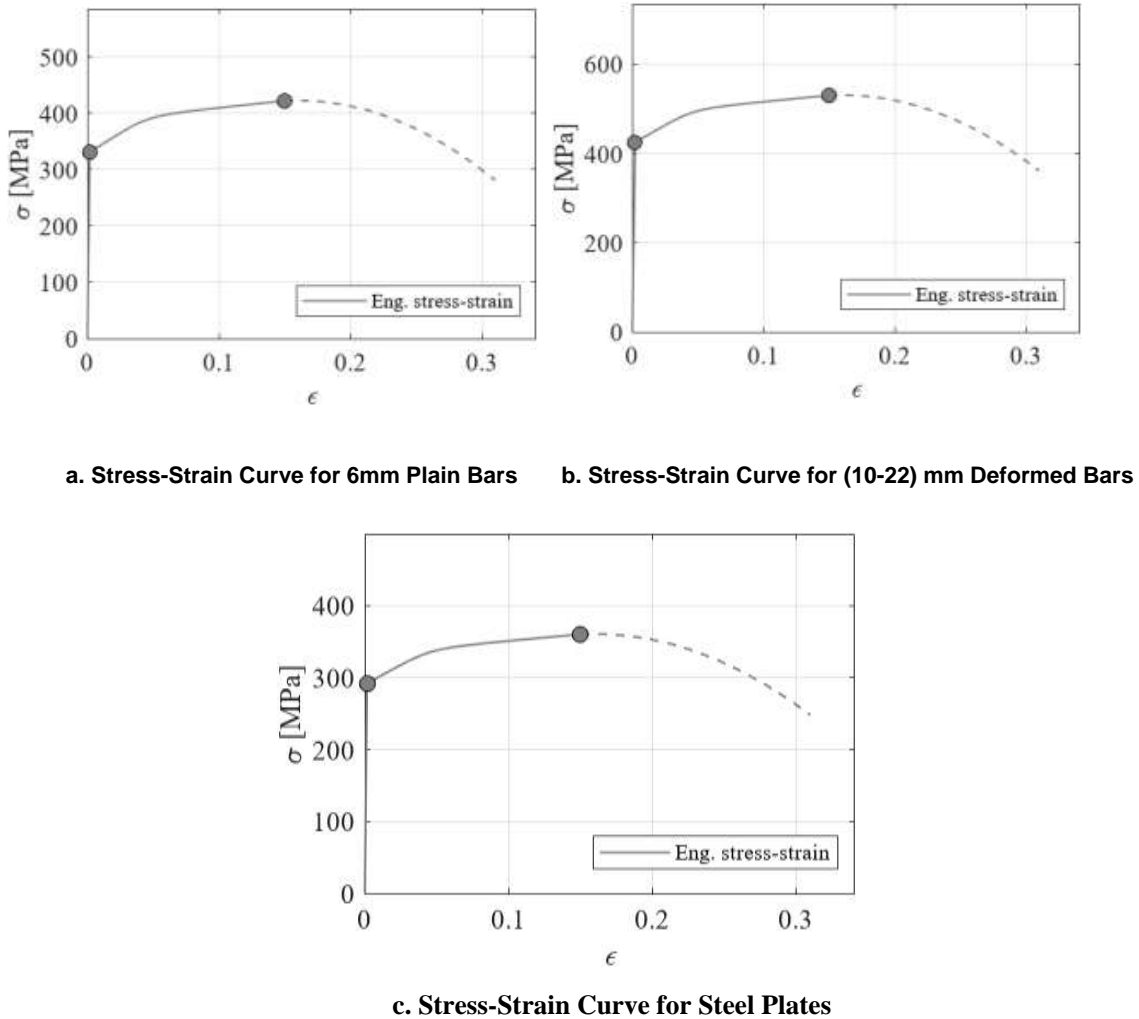 500
400
300
200
100
0
σ [MPa]
0
0.1
0.2
0.3
ϵ
Eng. stress-strain
600
400
200
0
σ [MPa]
0
0.1
0.2
0.3
ϵ
Eng. stress-strain
a. Stress-Strain Curve for 6mm Plain Bars
b. Stress-Strain Curve for (10-22) mm Deformed Bars
400
300
200
100
0
σ [MPa]
0
0.1
0.2
0.3
ϵ
Eng. stress-strain
c. Stress-Strain Curve for Steel Plates